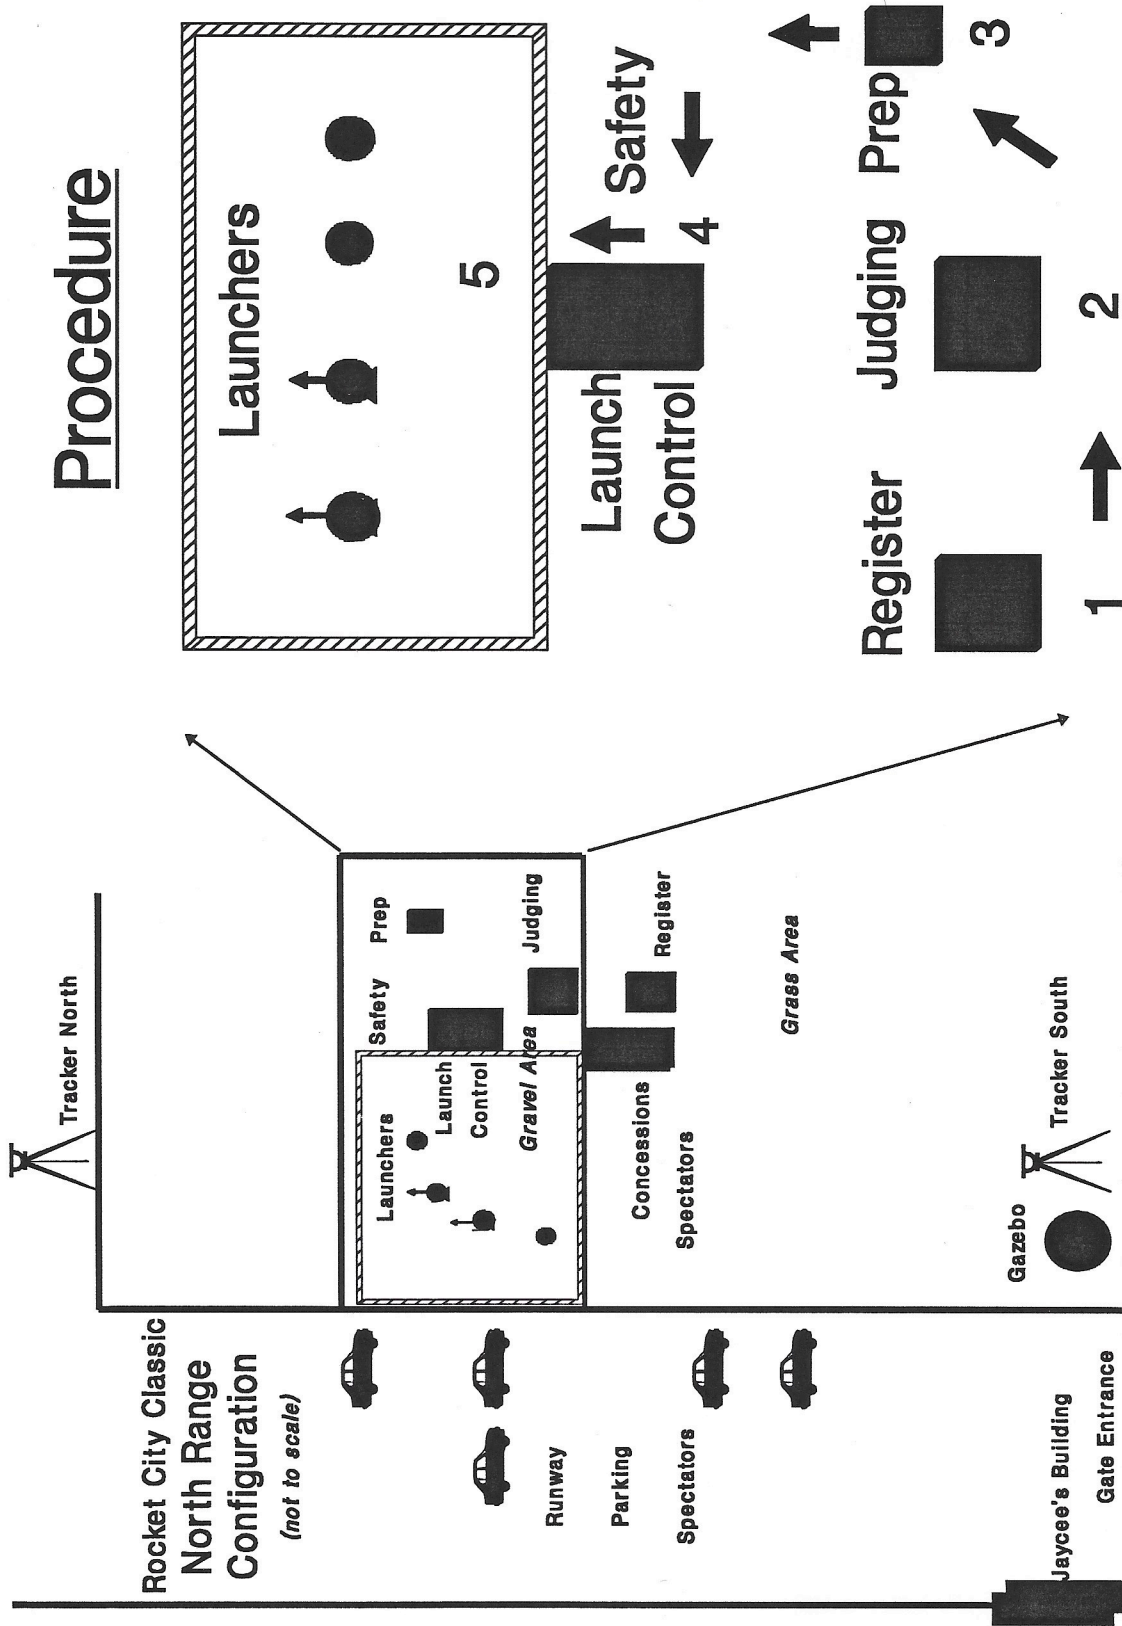 Rocket City Classic
North Range
Configuration
(not to scale)
Runway
Parking
Spectators
Jaycee's Building
Gate Entrance
Tracker North
Launchers
Launch
Control
Safety
Prep
Gravel Area
Judging
Concessions
Spectators
Register
Grass Area
Gazebo
Tracker South
Procedure
Launchers
5
Launch
Control
Safety
4
Register
Judging
Prep
3
1
2